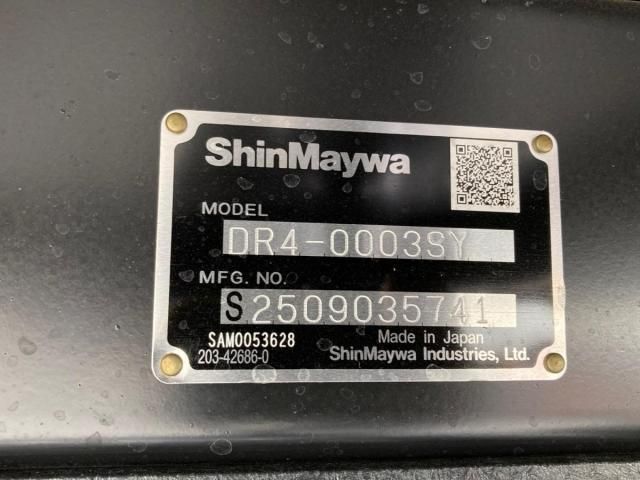 ShinMaywa
MODEL
DR4-0003SY
MFG. NO.
S2509035741
SAM0053628
203-42686-0
Made in Japan
ShinMaywa Industries, Ltd.